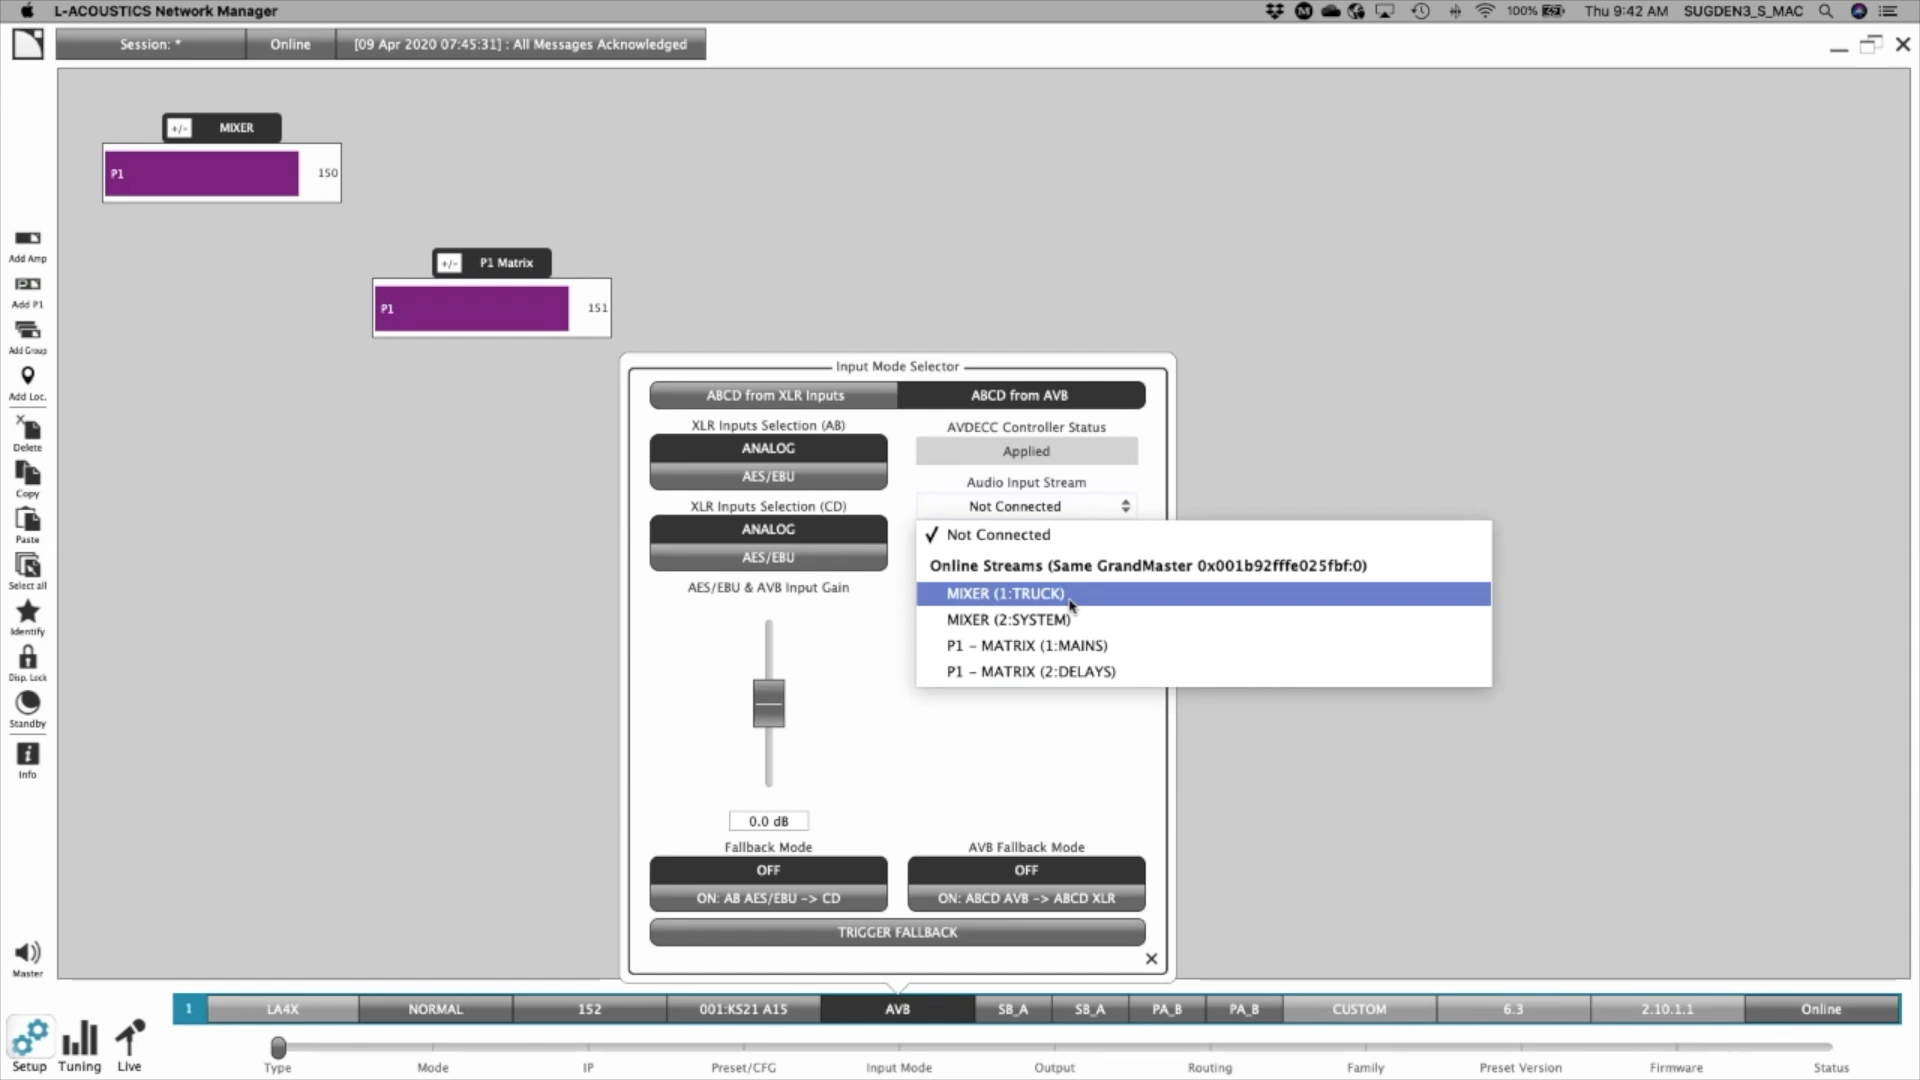 L-ACOUSTICS Network Manager
100%
Thu 9:42 AM
SUGDEN3_S_MAC
Session: *
Online
[09 Apr 2020 07:45:31] : All Messages Acknowledged
+/- MIXER
P1 150
+/- P1 Matrix
P1 151
Add Amp
Add P1
Add Group
Add Loc.
Delete
Copy
Paste
Select all
Identify
Disp. Lock
Standby
Info
Master
Input Mode Selector
ABCD from XLR Inputs
ABCD from AVB
XLR Inputs Selection (AB)
ANALOG
AES/EBU
XLR Inputs Selection (CD)
ANALOG
AES/EBU
AES/EBU & AVB Input Gain
0.0 dB
Fallback Mode
OFF
ON: AB AES/EBU -> CD
AVDECC Controller Status
Applied
Audio Input Stream
Not Connected
✓ Not Connected
Online Streams (Same GrandMaster 0x001b92fffe025fbf:0)
MIXER (1:TRUCK)
MIXER (2:SYSTEM)
P1 - MATRIX (1:MAINS)
P1 - MATRIX (2:DELAYS)
AVB Fallback Mode
OFF
ON: ABCD AVB -> ABCD XLR
TRIGGER FALLBACK
1 LA4X NORMAL 152 001:KS21 A15 AVB SB_A SB_A PA_B PA_B CUSTOM 6.3 2.10.1.1 Online
Setup Tuning Live
Type Mode IP Preset/CFG Input Mode Output Routing Family Preset Version Firmware Status